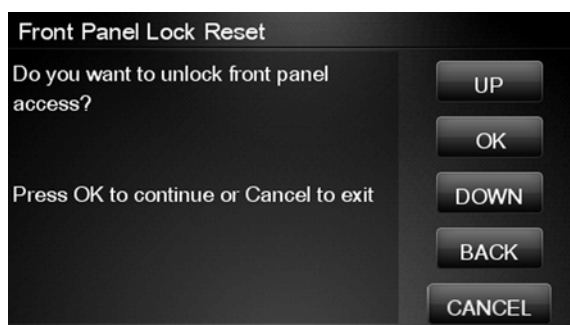 Front Panel Lock Reset
Do you want to unlock front panel
access?
Press OK to continue or Cancel to exit
UP
OK
DOWN
BACK
CANCEL